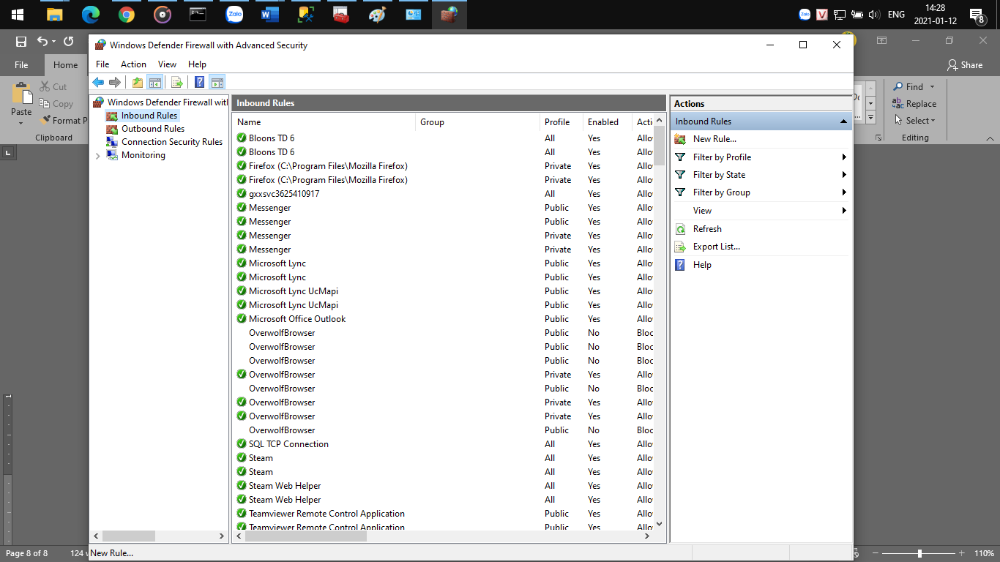 Zalo
Zalo
V
ENG
14:28
2021-01-12
8
Windows Defender Firewall with Advanced Security
File
Home
Share
File Action View Help
Paste
Cut
Copy
Format P
Clipboard
Find
Replace
Select
Editing
Windows Defender Firewall wit
Inbound Rules
Outbound Rules
Connection Security Rules
Monitoring
Inbound Rules
Name Group Profile Enabled Acti
Bloons TD 6 All Yes Allo
Bloons TD 6 All Yes Allo
Firefox (C:\Program Files\Mozilla Firefox) Private Yes Allo
Firefox (C:\Program Files\Mozilla Firefox) Private Yes Allo
gxxsvc3625410917 All Yes Allo
Messenger Public Yes Allo
Messenger Public Yes Allo
Messenger Private Yes Allo
Messenger Private Yes Allo
Microsoft Lync Public Yes Allo
Microsoft Lync Public Yes Allo
Microsoft Lync UcMapi Public Yes Allo
Microsoft Lync UcMapi Public Yes Allo
Microsoft Office Outlook Public Yes Allo
OverwolfBrowser Public No Bloc
OverwolfBrowser Public No Bloc
OverwolfBrowser Public No Bloc
OverwolfBrowser Private Yes Allo
OverwolfBrowser Public No Bloc
OverwolfBrowser Private Yes Allo
OverwolfBrowser Private Yes Allo
OverwolfBrowser Public No Bloc
SQL TCP Connection All Yes Allo
Steam All Yes Allo
Steam All Yes Allo
Steam Web Helper All Yes Allo
Steam Web Helper All Yes Allo
Teamviewer Remote Control Application Public Yes Allo
Teamviewer Remote Control Application Public Yes Allo
Actions
Inbound Rules
New Rule...
Filter by Profile
Filter by State
Filter by Group
View
Refresh
Export List...
Help
New Rule...
Page 8 of 8
124 w
110%